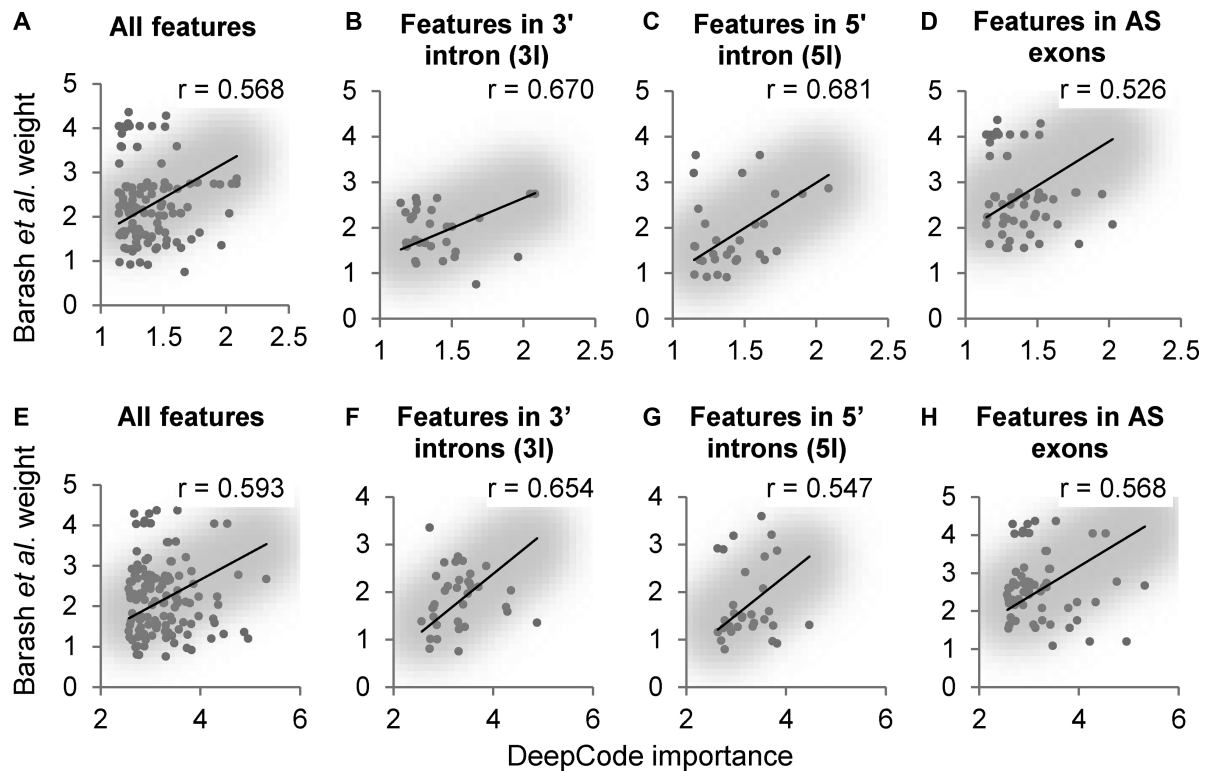 A
All features
B
Features in 3'
intron (3I)
C
Features in 5'
intron (5I)
D
Features in AS
exons
r = 0.568
r = 0.670
r = 0.681
r = 0.526
Barash et al. weight
5
4
3
2
1
0
1
1.5
2
2.5
5
4
3
2
1
0
1
1.5
2
2.5
5
4
3
2
1
0
1
1.5
2
2.5
5
4
3
2
1
0
1
1.5
2
2.5
E
All features
F
Features in 3’
introns (3I)
G
Features in 5’
introns (5I)
H
Features in AS
exons
r = 0.593
r = 0.654
r = 0.547
r = 0.568
Barash et al. weight
5
4
3
2
1
0
2
4
6
4
3
2
1
0
2
4
6
4
3
2
1
0
2
4
6
5
4
3
2
1
0
2
4
6
DeepCode importance